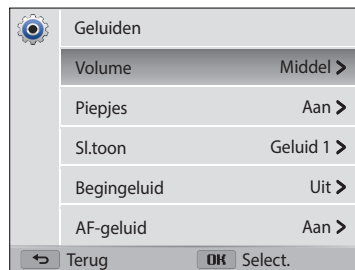 Geluiden
Volume Middel
Piepjes Aan
Sl.toon Geluid 1
Begingeluid Uit
AF-geluid Aan
Terug OK Select.